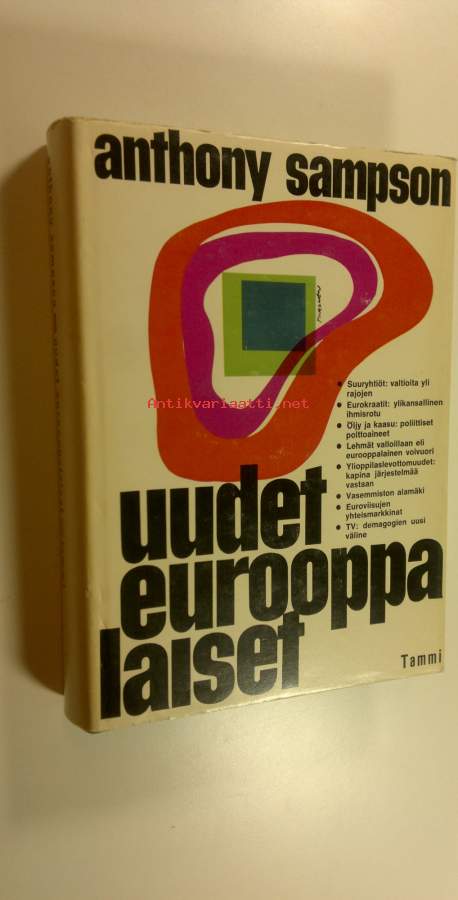 anthony sampson
● Suuryhtiöt: valtioita yli
rajojen
● Eurokraatit: ylikansallinen
ihmisrotu
● Öljy ja kaasu: poliittiset
polttoaineet
● Lehmät valloillaan eli
eurooppalainen voivuori
● Ylioppilaslevottomuudet:
kapina järjestelmää
vastaan
● Vasemmiston alamäki
● Euroviisujen
yhteismarkkinat
● TV: demagogien uusi
väline
Antikvariaatti.net
uudet
eurooppa
laiset
Tammi